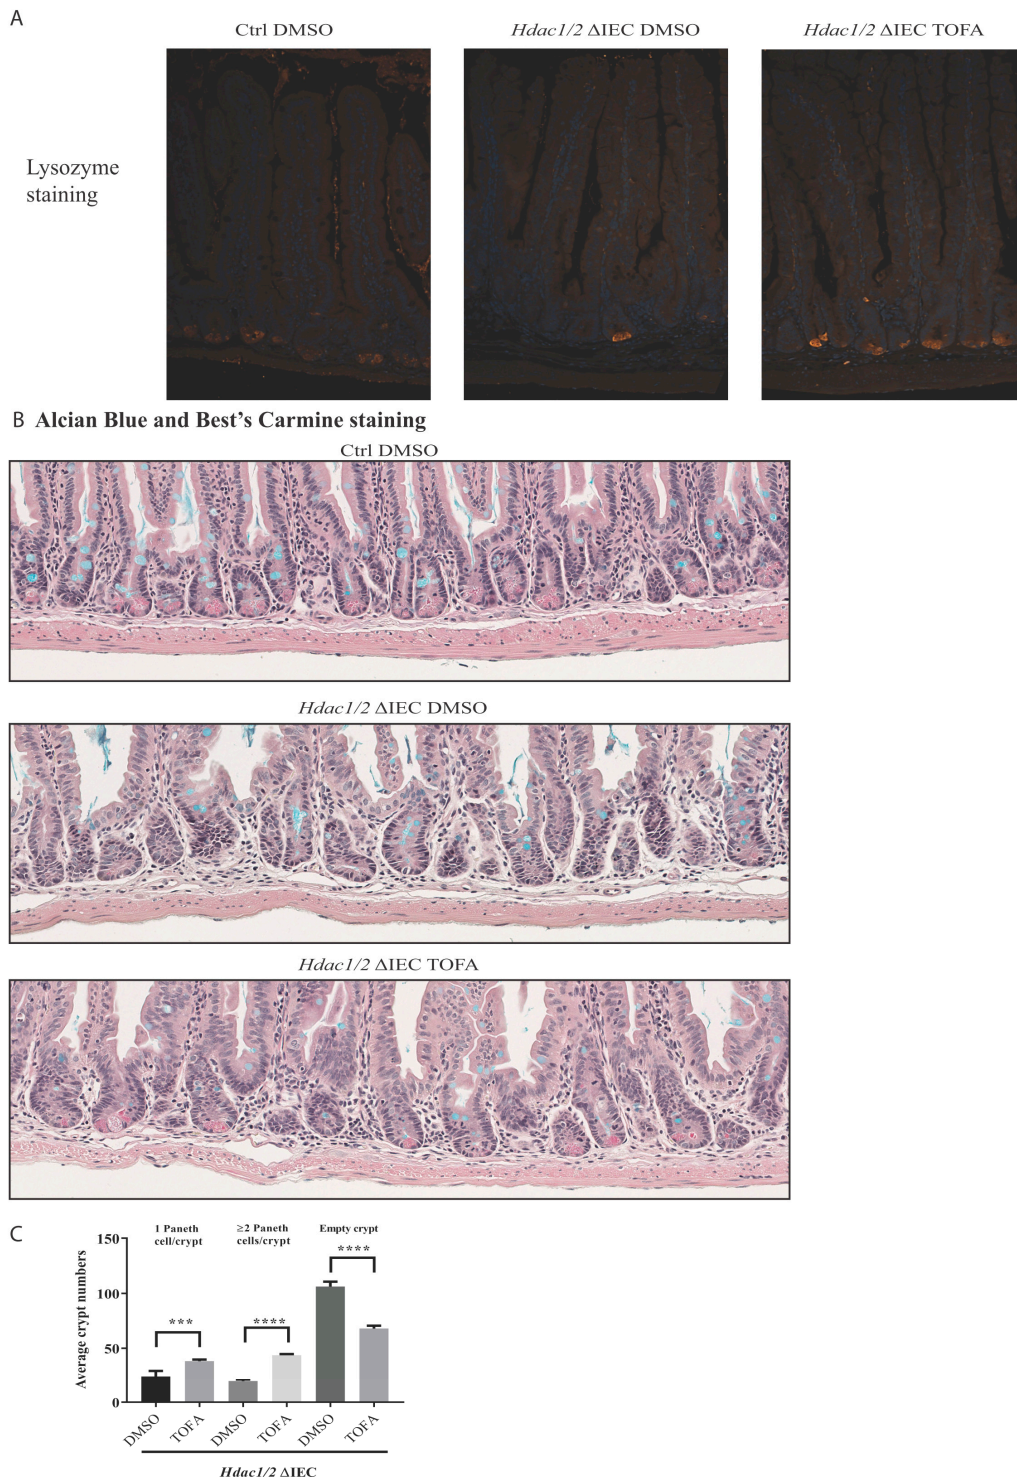 A
Ctrl DMSO
Hdac1/2 ΔIEC DMSO
Hdac1/2 ΔIEC TOFA
Lysozyme
staining
B Alcian Blue and Best's Carmine staining
Ctrl DMSO
Hdac1/2 ΔIEC DMSO
Hdac1/2 ΔIEC TOFA
C
1 Paneth
cell/crypt
≥2 Paneth
cells/crypt
Empty crypt
Average crypt numbers
150
100
50
0
***
****
****
DMSO
TOFA
DMSO
TOFA
DMSO
TOFA
Hdac1/2 ΔIEC